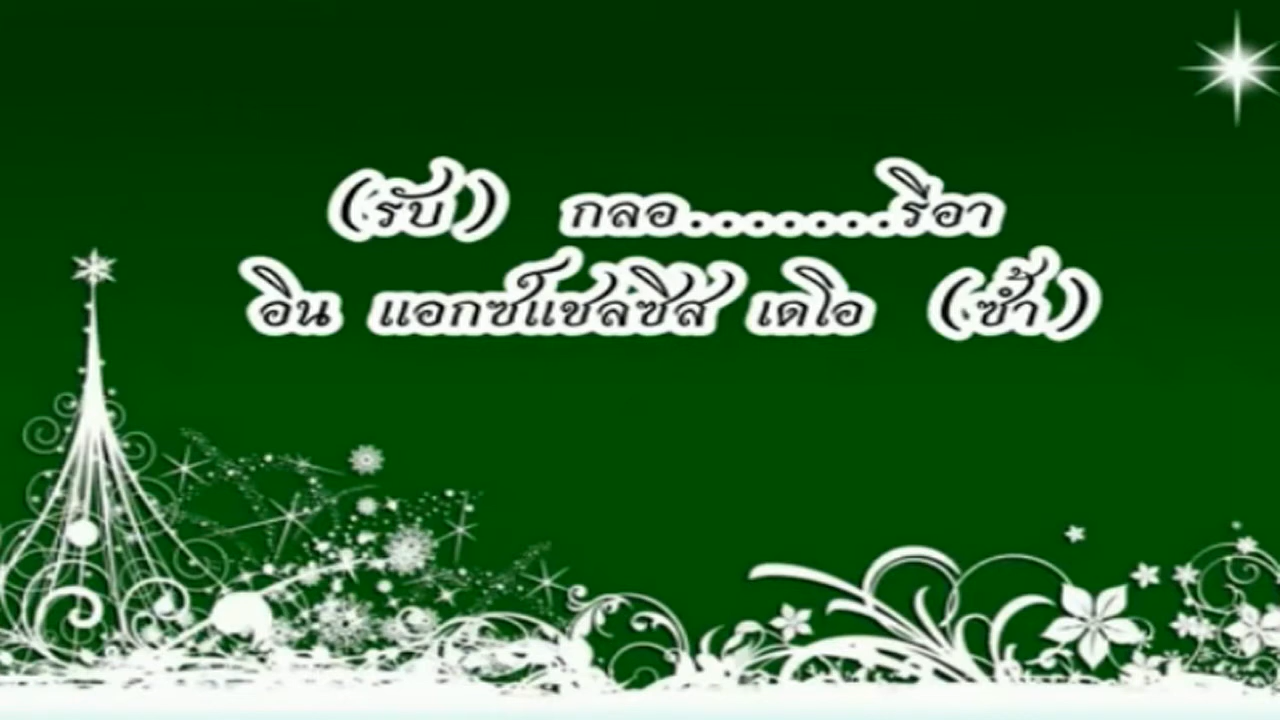 (รับ) กลอ.........รีอา
อิน แอกซ์แชลซีส เดโอ (ซ้ำ)